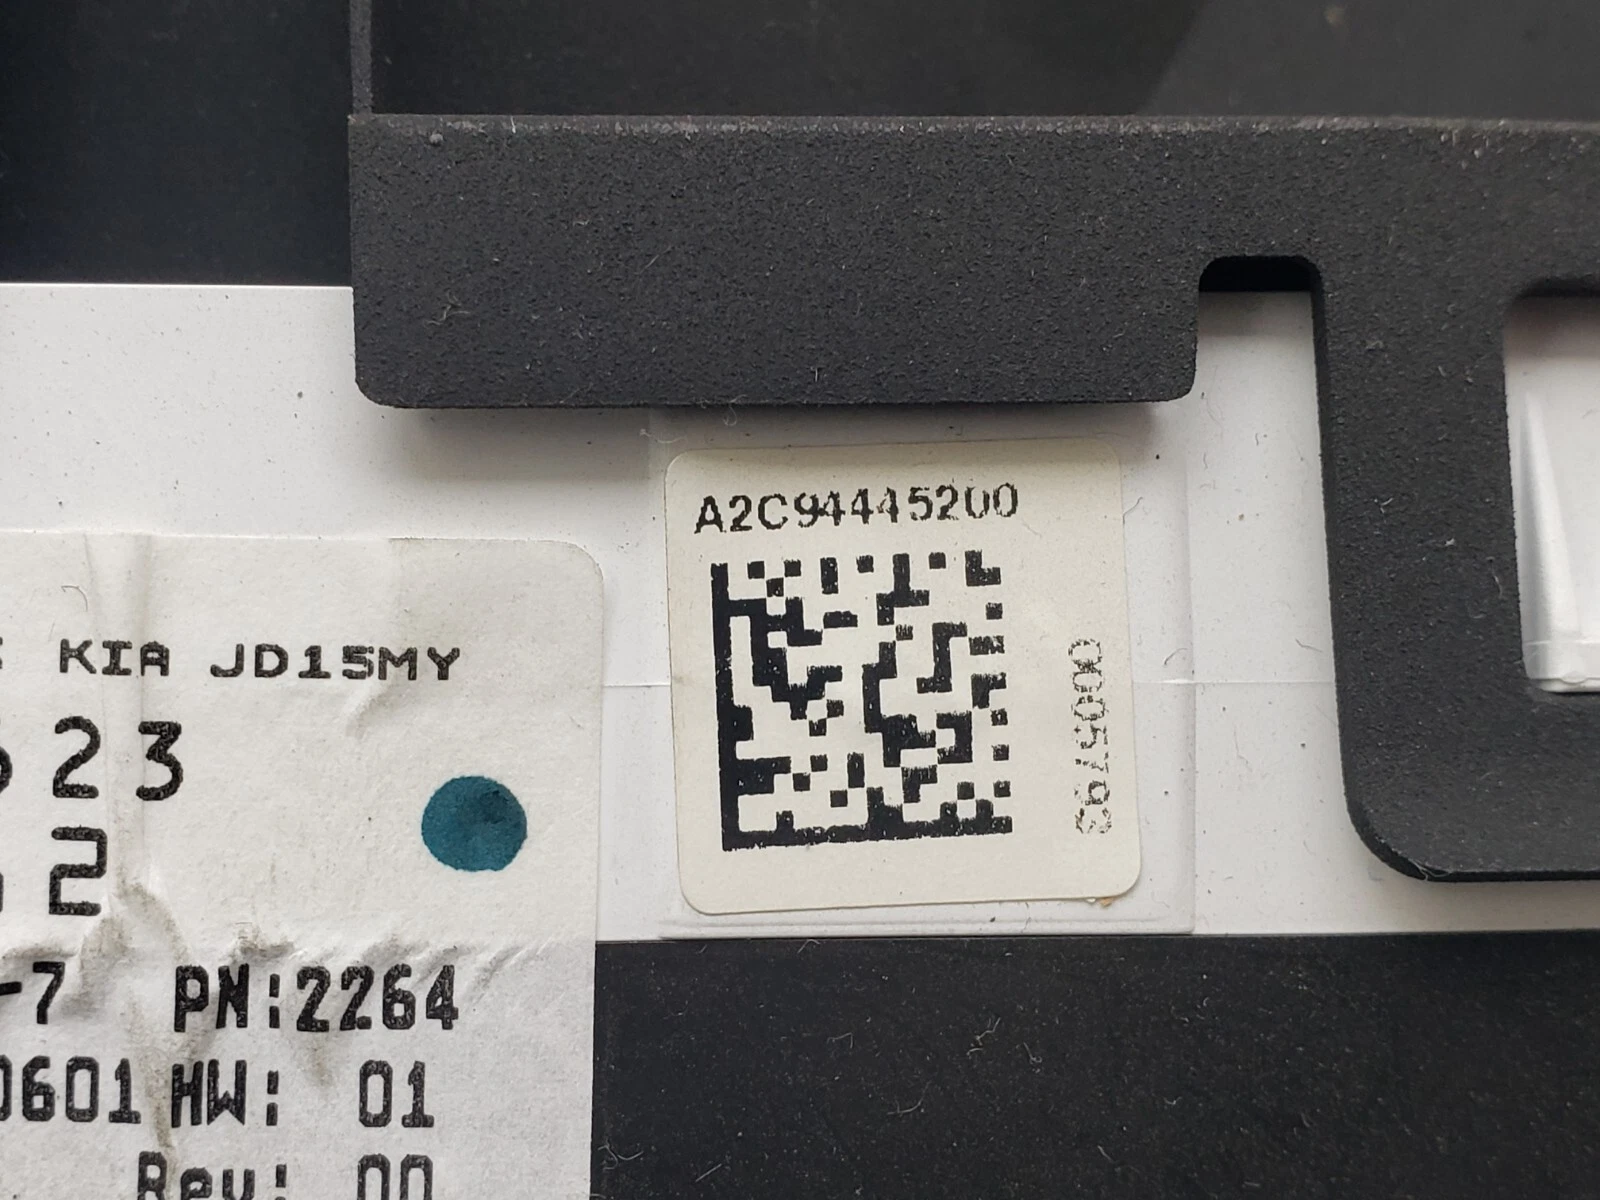 A2C94445200
00005793
KIA JD15MY
23
2
-7 PN:2264
0601 HW: 01
Rev: 00